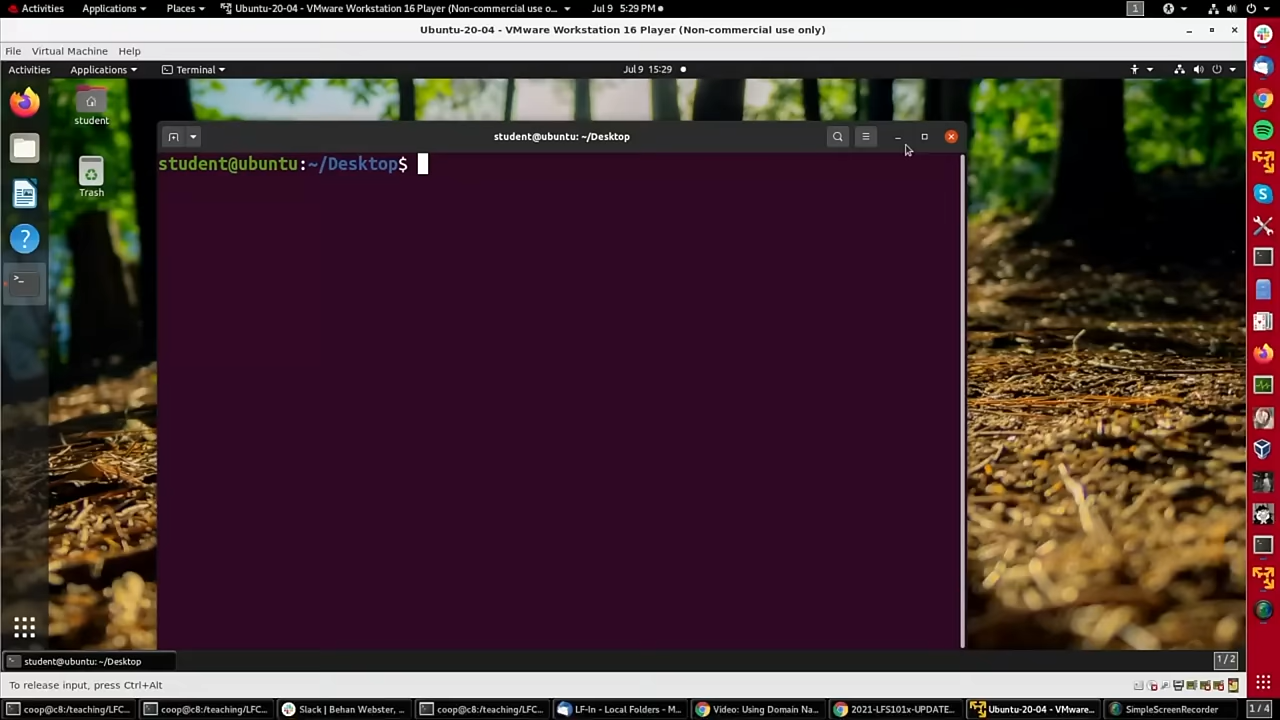 Activities Applications Places Ubuntu-20-04 - VMware Workstation 16 Player (Non-commercial use o... Jul 9 5:29 PM 1
Ubuntu-20-04 - VMware Workstation 16 Player (Non-commercial use only)
File Virtual Machine Help
Activities Applications Terminal Jul 9 15:29
student
Trash
student@ubuntu: ~/Desktop
student@ubuntu:~/Desktop$
student@ubuntu: ~/Desktop 1/2
To release input, press Ctrl+Alt
coop@c8:/teaching/LFC... coop@c8:/teaching/LFC... Slack | Behan Webster, ... coop@c8:/teaching/LFC... LF-In - Local Folders - M... Video: Using Domain Na... 2021-LFS101x-UPDATE... Ubuntu-20-04 - VMware... SimpleScreenRecorder 1 / 4